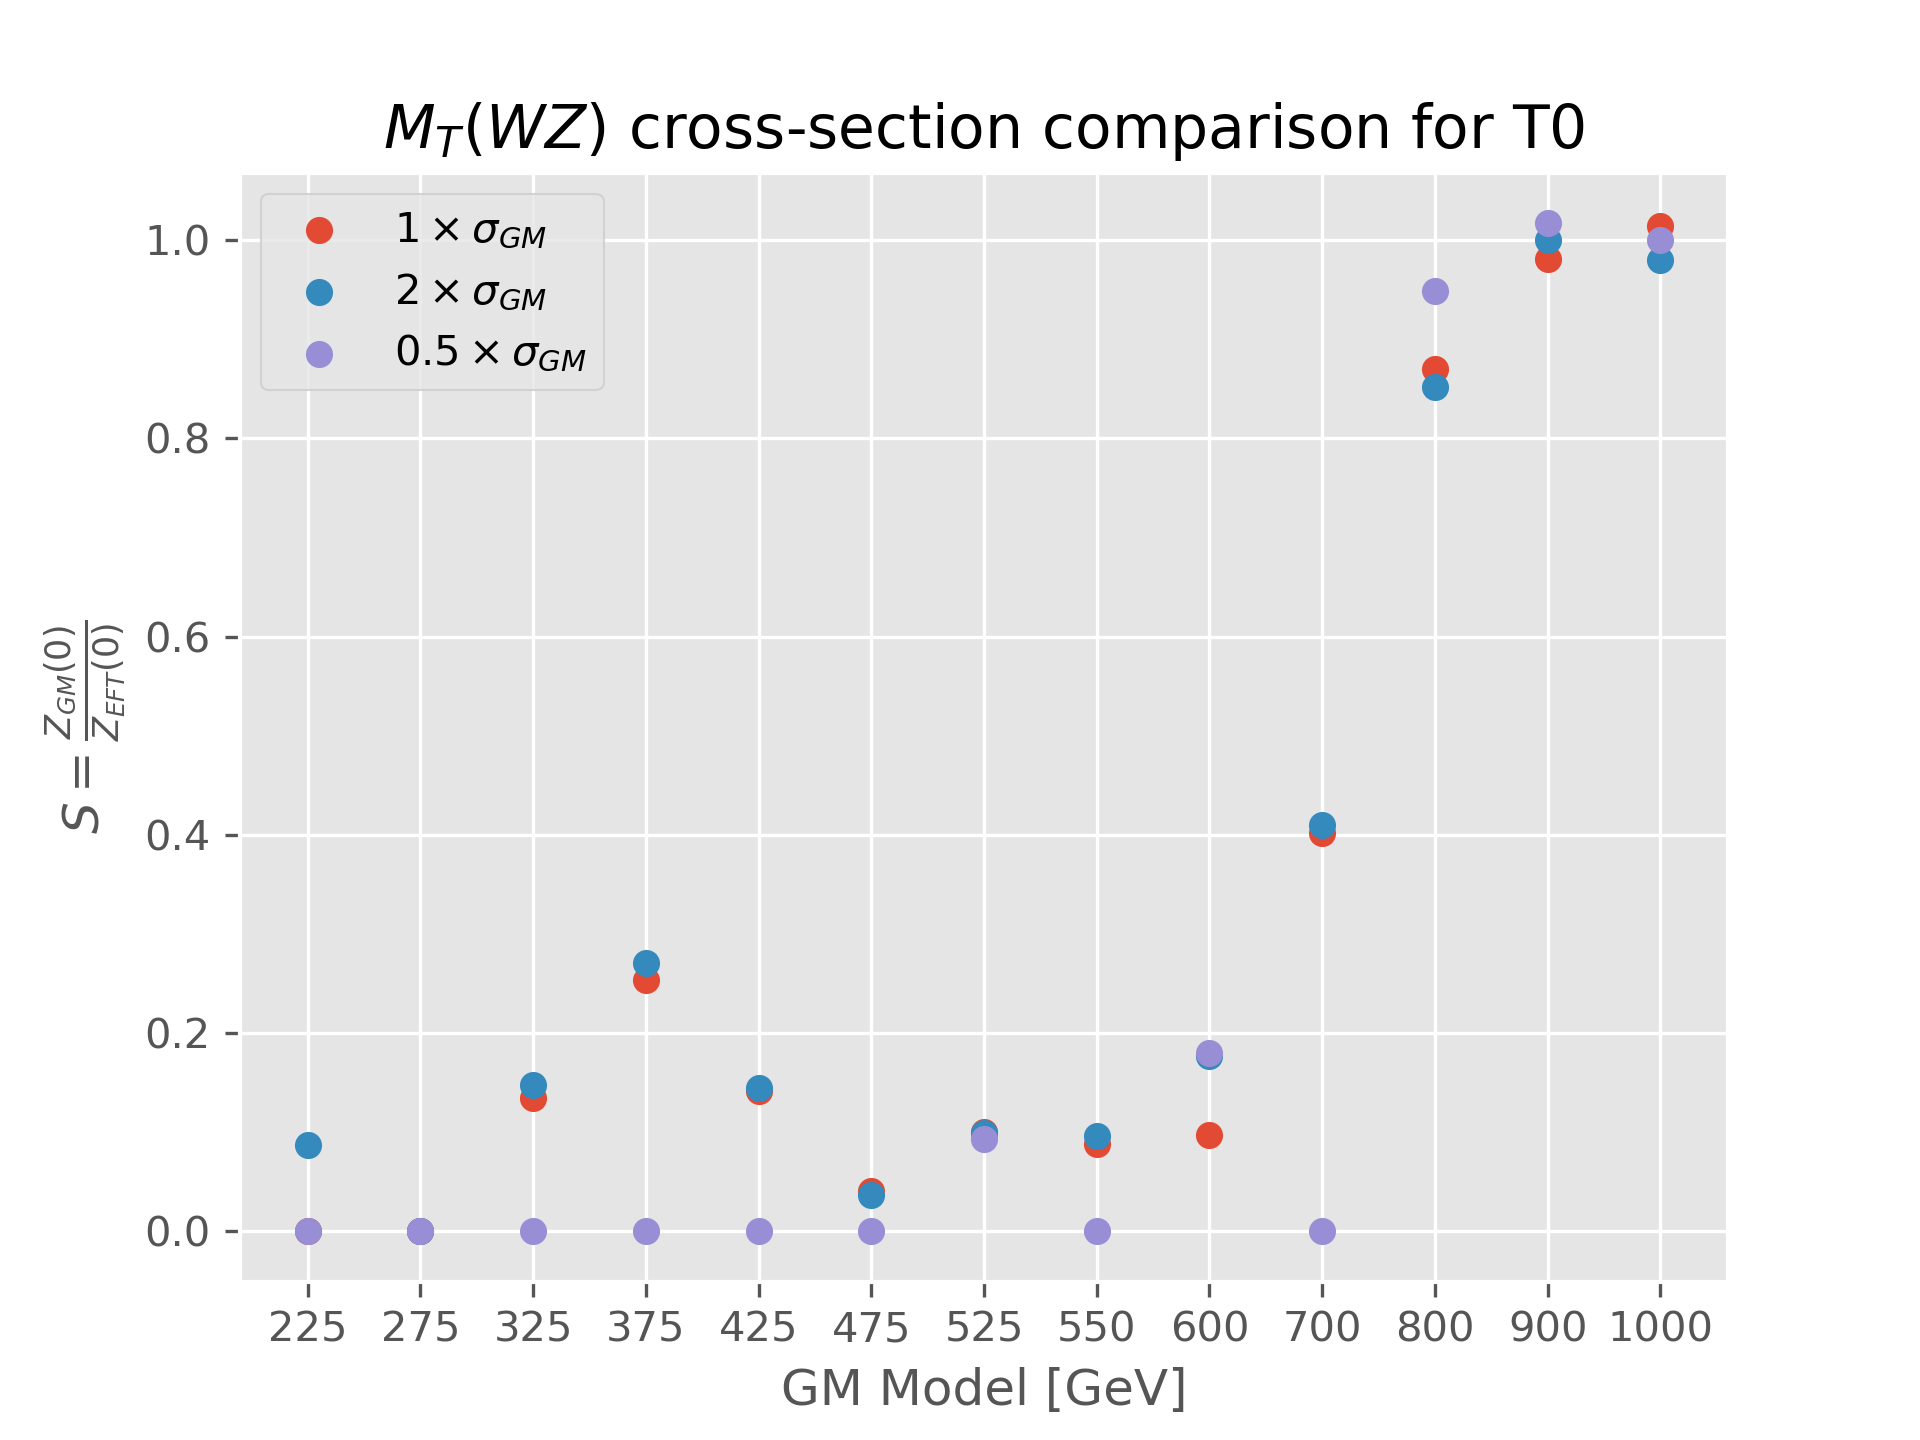 M_T(WZ) cross-section comparison for T0
1 × σ_GM
2 × σ_GM
0.5 × σ_GM
1.0
0.8
0.6
0.4
0.2
0.0
S = Z_GM(0) / Z_EFT(0)
225 275 325 375 425 475 525 550 600 700 800 900 1000
GM Model [GeV]